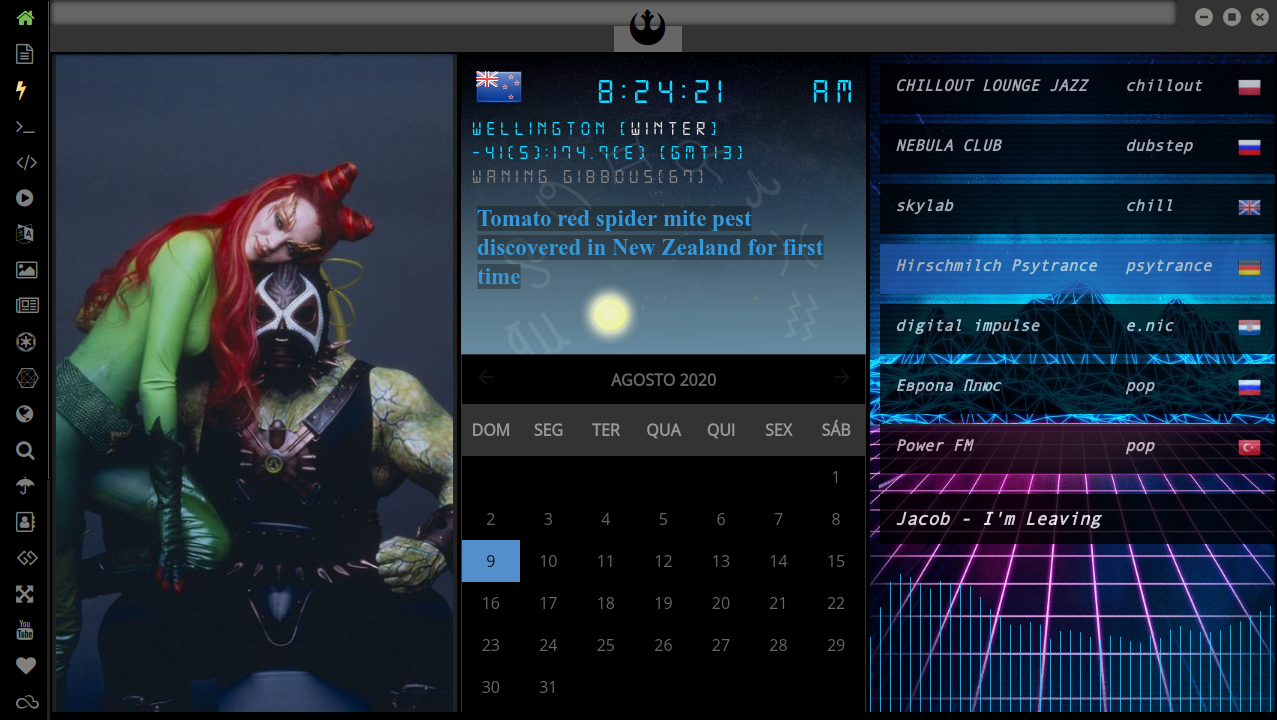 8:24:21 AM
WELLINGTON [WINTER]
-41(S):174.7(E) [GMT13]
WANING GIBBOUS[67]
Tomato red spider mite pest
discovered in New Zealand for first
time
AGOSTO 2020
DOM SEG TER QUA QUI SEX SÁB
1
2 3 4 5 6 7 8
9 10 11 12 13 14 15
16 17 18 19 20 21 22
23 24 25 26 27 28 29
30 31
CHILLOUT LOUNGE JAZZ chillout
NEBULA CLUB dubstep
skylab chill
Hirschmilch Psytrance psytrance
digital impulse e.nic
Европа Плюс pop
Power FM pop
Jacob - I'm Leaving
You
Tube